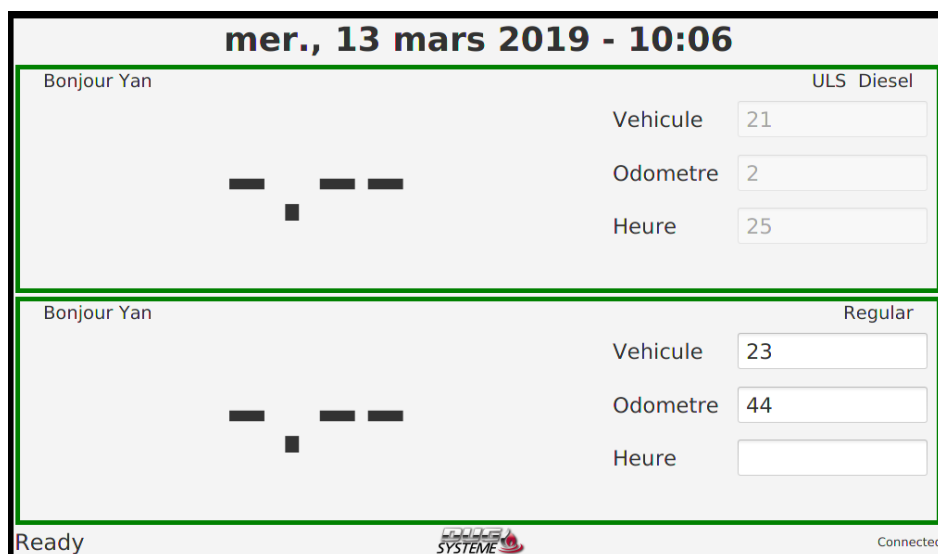 mer., 13 mars 2019 - 10:06
Bonjour Yan ULS Diesel
Vehicule 21
-.-- Odometre 2
Heure 25
Bonjour Yan Regular
Vehicule 23
-.-- Odometre 44
Heure
Ready DUG SYSTEME Connected